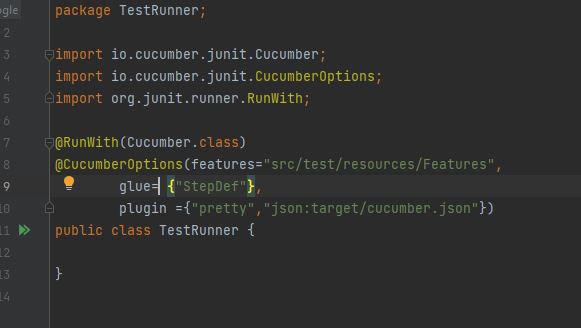 ogle
package TestRunner;
2
3 import io.cucumber.junit.Cucumber;
4 import io.cucumber.junit.CucumberOptions;
5 import org.junit.runner.RunWith;
6
7 @RunWith(Cucumber.class)
8 @CucumberOptions(features="src/test/resources/Features",
9 glue= {"StepDef"},
10 plugin ={"pretty","json:target/cucumber.json"})
11 public class TestRunner {
12
13 }
14